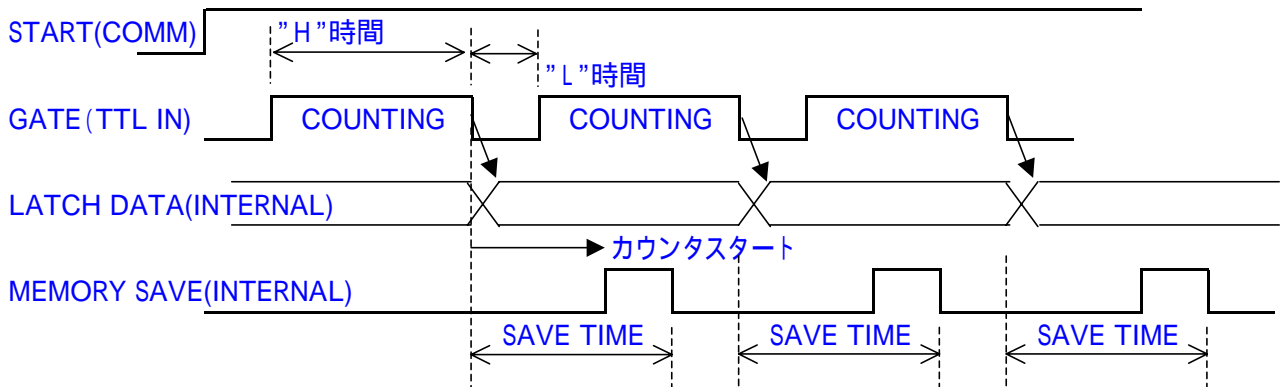 START(COMM)
”H”時間
”L”時間
GATE(TTL IN)
COUNTING
COUNTING
COUNTING
LATCH DATA(INTERNAL)
カウンタスタート
MEMORY SAVE(INTERNAL)
SAVE TIME
SAVE TIME
SAVE TIME